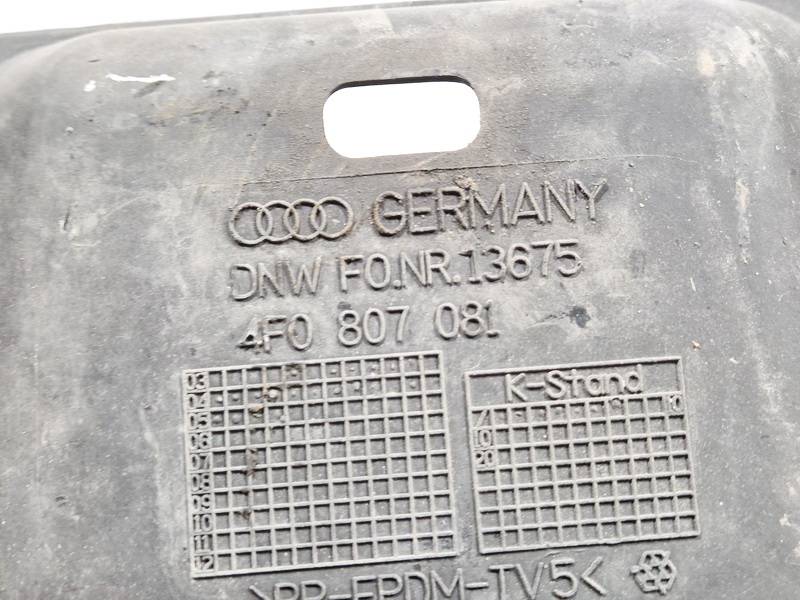 GERMANY
DNW FO.NR.13675
4F0 807 081
03
04
05
06
07
08
09
10
11
12
K-Stand
/ 10
10
20
>PP-EPDM-TV5<